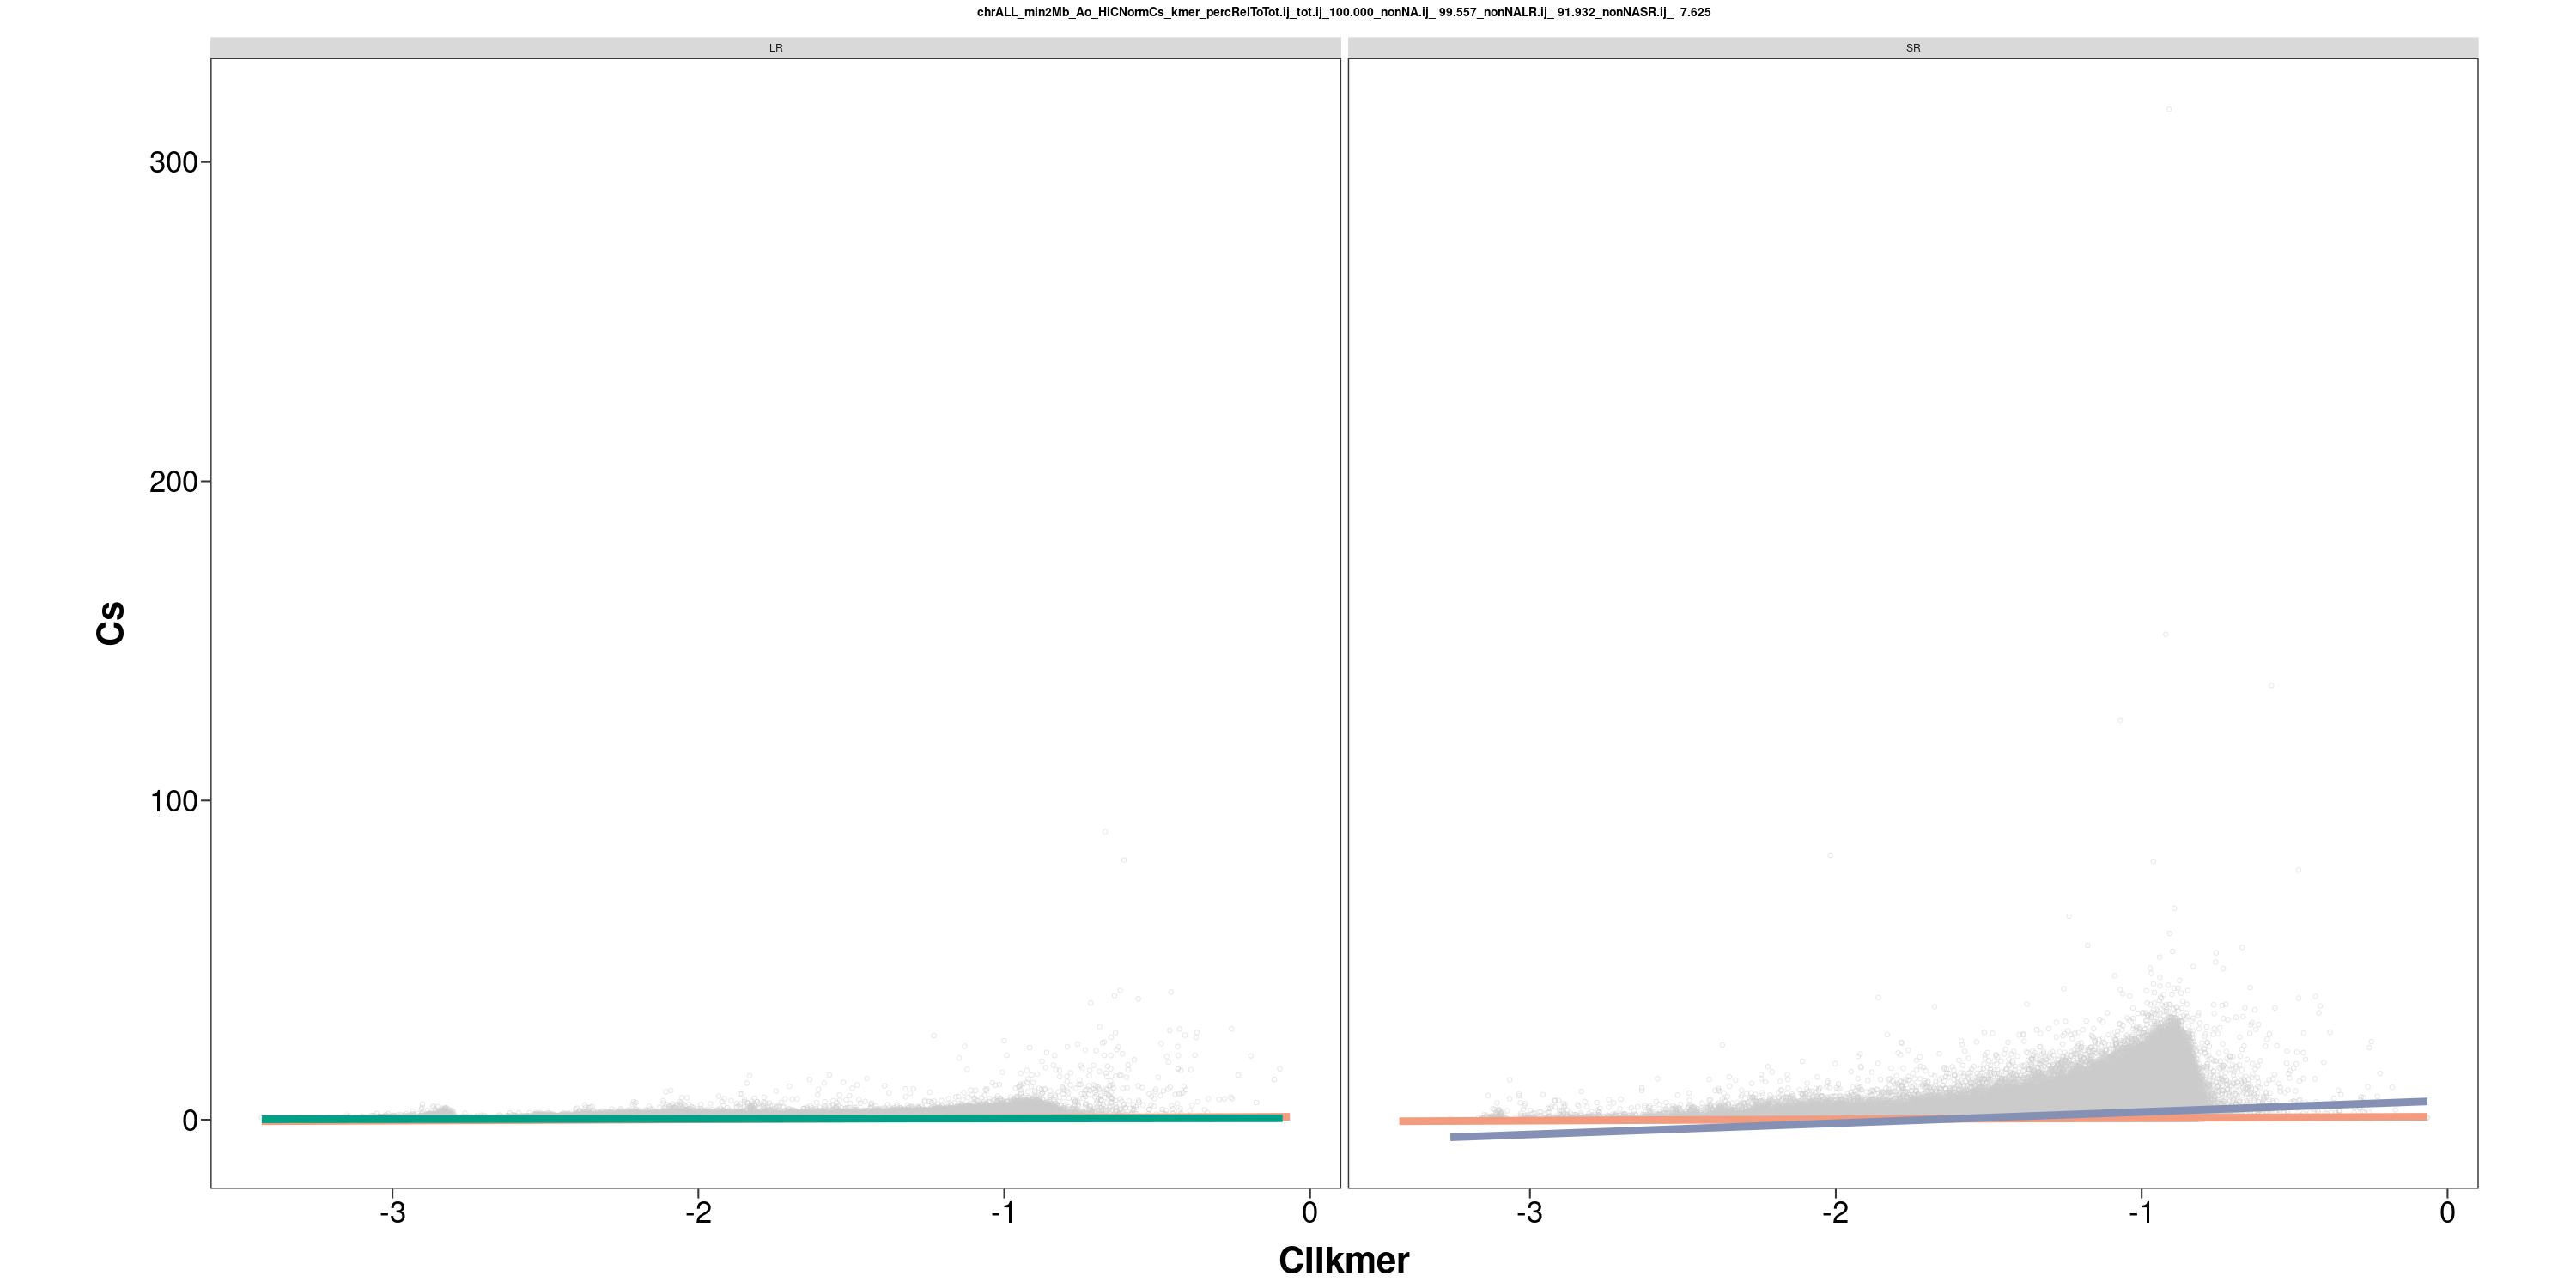 chrALL_min2Mb_Ao_HiCNormCs_kmer_percRelToTot.ij_tot.ij_100.000_nonNA.ij_ 99.557_nonNALR.ij_ 91.932_nonNASR.ij_  7.625
LR
SR
300
200
100
0
Cs
-3
-2
-1
0
-3
-2
-1
0
CIIkmer